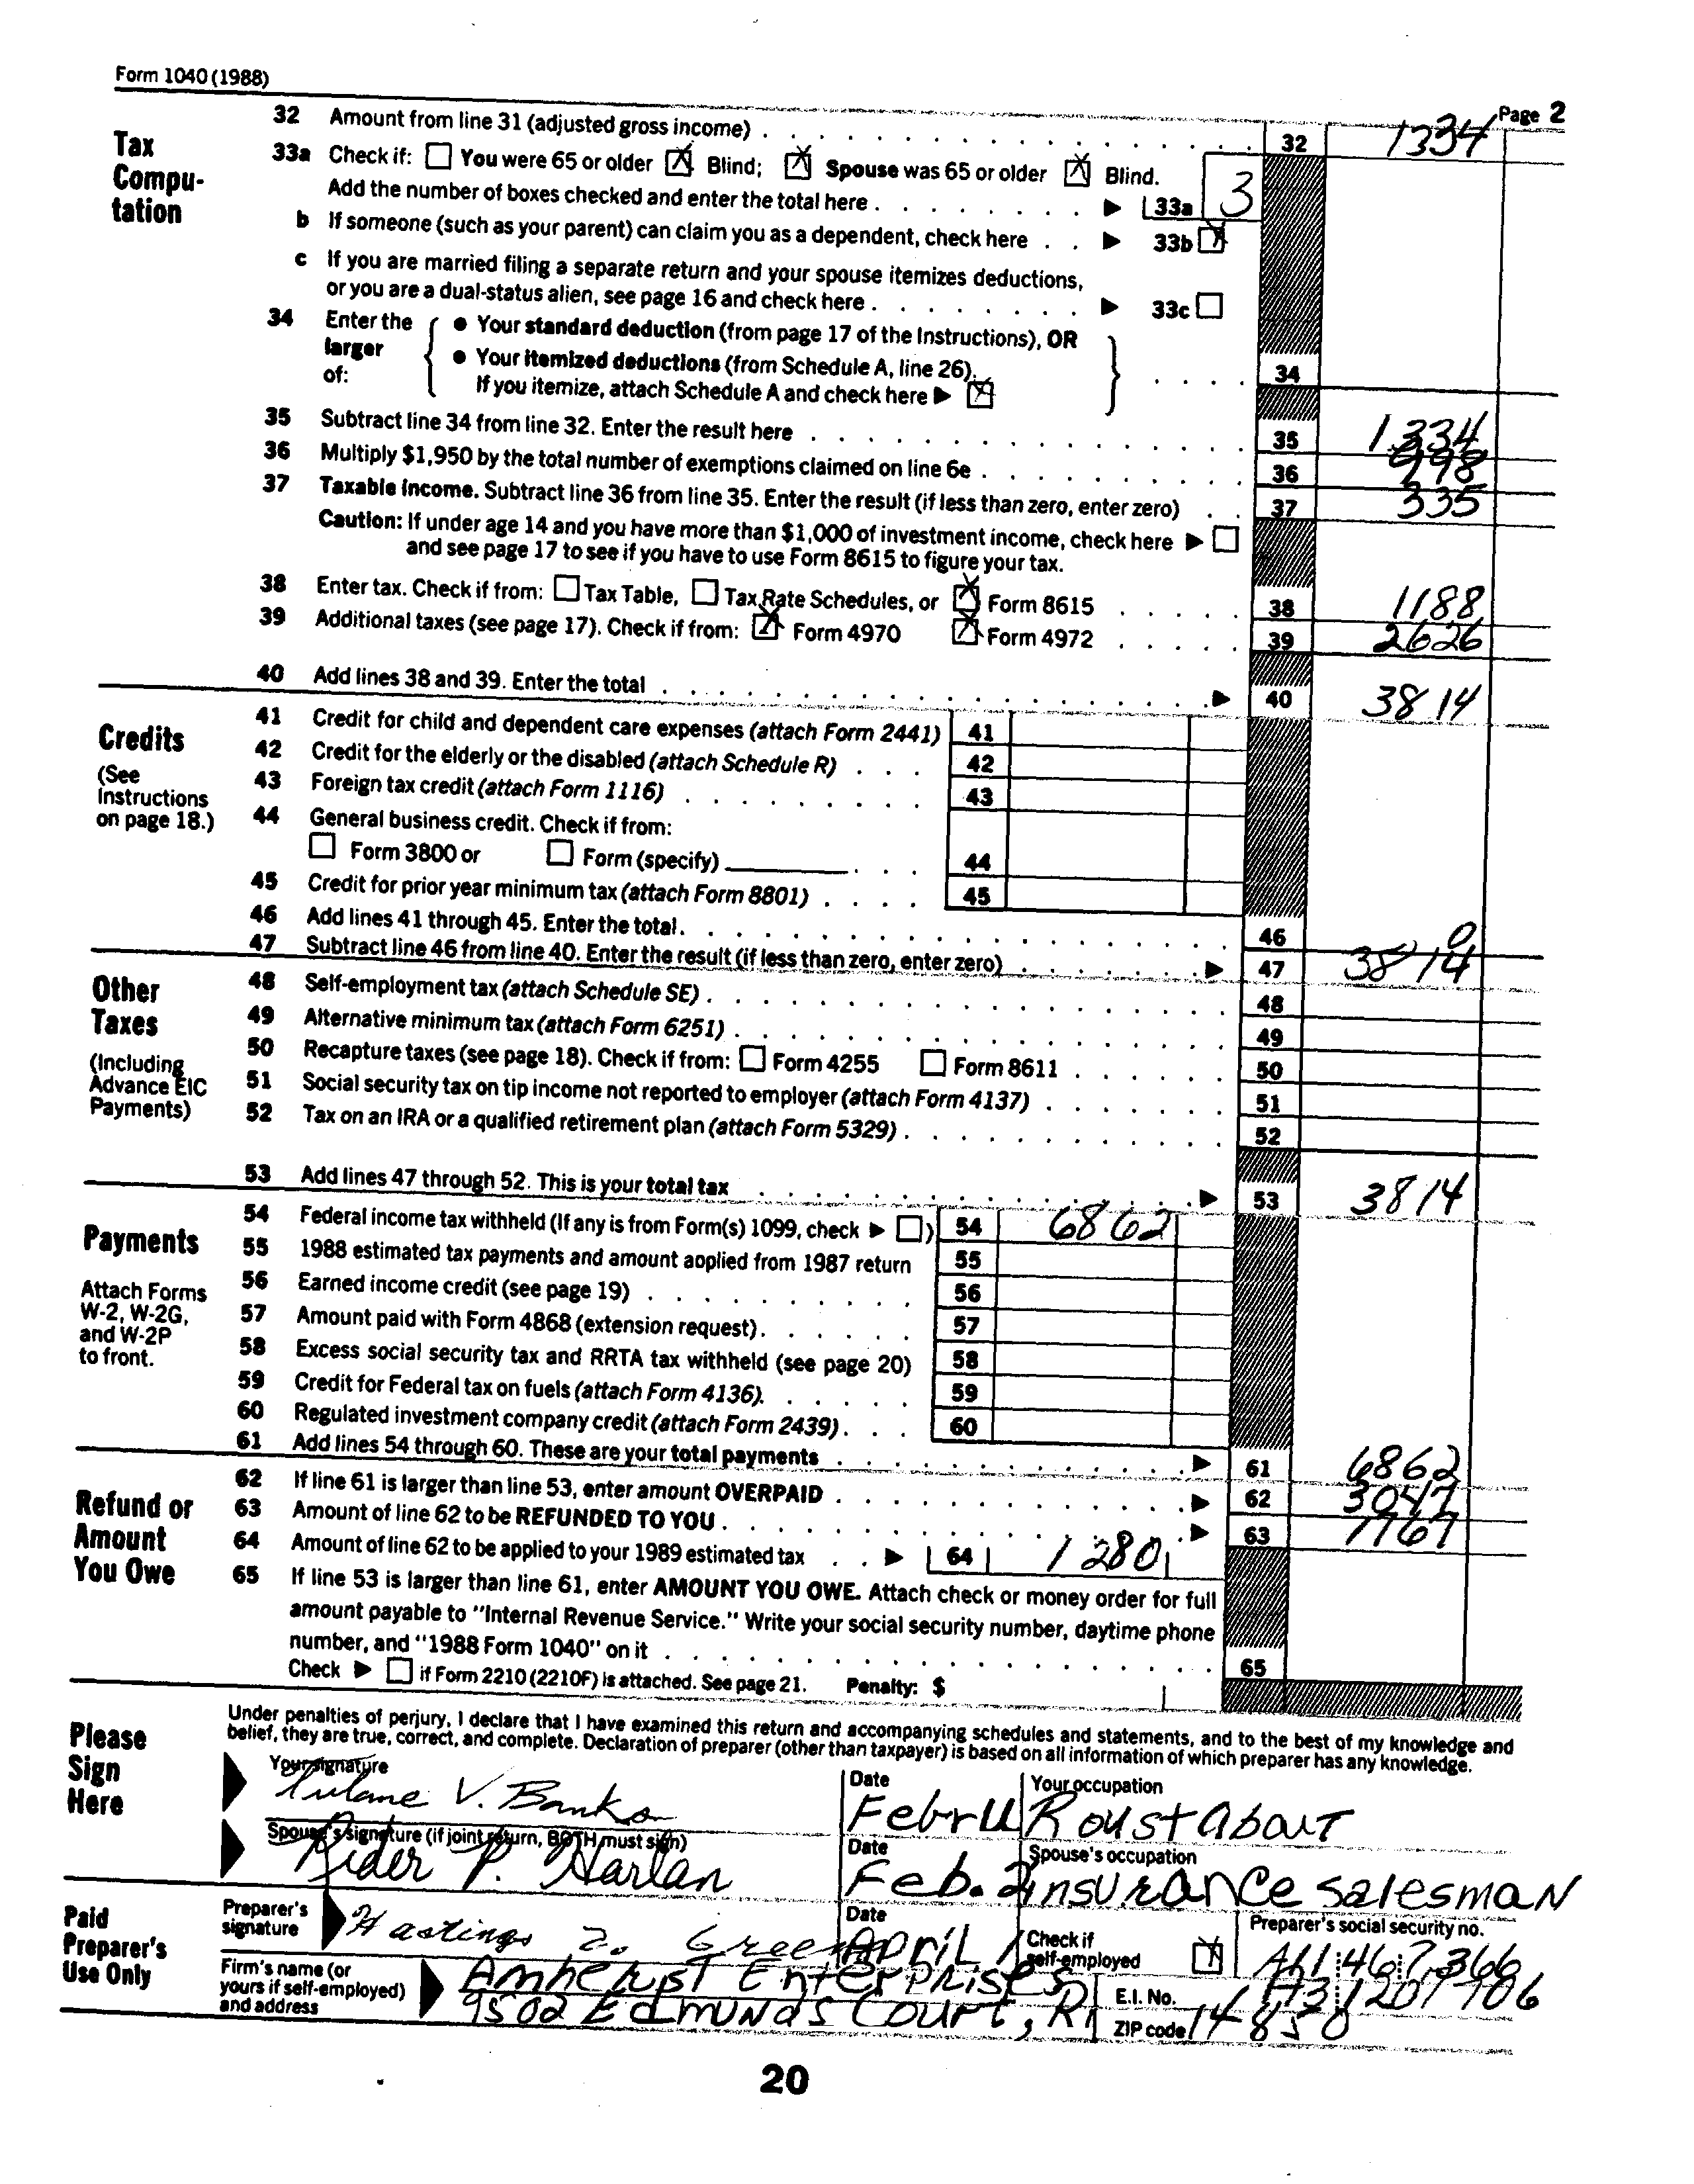 Form 1040 (1988)
Page 2
Tax Computation
32 Amount from line 31 (adjusted gross income) . . . 32 1334
33a Check if: ☐ You were 65 or older ☒ Blind; ☒ Spouse was 65 or older ☒ Blind.
Add the number of boxes checked and enter the total here . . . ▶ 33a 3
b If someone (such as your parent) can claim you as a dependent, check here . . ▶ 33b ☒
c If you are married filing a separate return and your spouse itemizes deductions,
or you are a dual-status alien, see page 16 and check here . . . ▶ 33c ☐
34 Enter the larger of:
● Your standard deduction (from page 17 of the Instructions), OR
● Your itemized deductions (from Schedule A, line 26).
If you itemize, attach Schedule A and check here ▶ ☒ . . . . 34
35 Subtract line 34 from line 32. Enter the result here . . . 35 1334
36 Multiply $1,950 by the total number of exemptions claimed on line 6e . . . 36
37 Taxable income. Subtract line 36 from line 35. Enter the result (if less than zero, enter zero) . . 37 335
Caution: If under age 14 and you have more than $1,000 of investment income, check here ▶ ☐
and see page 17 to see if you have to use Form 8615 to figure your tax.
38 Enter tax. Check if from: ☐ Tax Table, ☐ Tax Rate Schedules, or ☒ Form 8615 . . . 38 1188
39 Additional taxes (see page 17). Check if from: ☒ Form 4970 ☒ Form 4972 . . . 39 2626
40 Add lines 38 and 39. Enter the total . . . ▶ 40 3814
Credits
(See Instructions on page 18.)
41 Credit for child and dependent care expenses (attach Form 2441) 41
42 Credit for the elderly or the disabled (attach Schedule R) . . . 42
43 Foreign tax credit (attach Form 1116) . . . 43
44 General business credit. Check if from:
☐ Form 3800 or ☐ Form (specify) ________ . . . 44
45 Credit for prior year minimum tax (attach Form 8801) . . . . 45
46 Add lines 41 through 45. Enter the total . . . 46 0
47 Subtract line 46 from line 40. Enter the result (if less than zero, enter zero) . . . ▶ 47 3814
Other Taxes
(Including Advance EIC Payments)
48 Self-employment tax (attach Schedule SE) . . . 48
49 Alternative minimum tax (attach Form 6251) . . . 49
50 Recapture taxes (see page 18). Check if from: ☐ Form 4255 ☐ Form 8611 . . . 50
51 Social security tax on tip income not reported to employer (attach Form 4137) . . . 51
52 Tax on an IRA or a qualified retirement plan (attach Form 5329) . . . 52
53 Add lines 47 through 52. This is your total tax . . . ▶ 53 3814
Payments
Attach Forms W-2, W-2G, and W-2P to front.
54 Federal income tax withheld (If any is from Form(s) 1099, check ▶ ☐) 54 6862
55 1988 estimated tax payments and amount applied from 1987 return 55
56 Earned income credit (see page 19) . . . 56
57 Amount paid with Form 4868 (extension request) . . . 57
58 Excess social security tax and RRTA tax withheld (see page 20) 58
59 Credit for Federal tax on fuels (attach Form 4136) . . . 59
60 Regulated investment company credit (attach Form 2439) . . . 60
61 Add lines 54 through 60. These are your total payments . . . ▶ 61 6862
Refund or Amount You Owe
62 If line 61 is larger than line 53, enter amount OVERPAID . . . ▶ 62 3047
63 Amount of line 62 to be REFUNDED TO YOU . . . ▶ 63 1767
64 Amount of line 62 to be applied to your 1989 estimated tax . . ▶ 64 1280
65 If line 53 is larger than line 61, enter AMOUNT YOU OWE. Attach check or money order for full
amount payable to "Internal Revenue Service." Write your social security number, daytime phone
number, and "1988 Form 1040" on it . . . 65
Check ▶ ☐ if Form 2210 (2210F) is attached. See page 21. Penalty: $
Please Sign Here
Under penalties of perjury, I declare that I have examined this return and accompanying schedules and statements, and to the best of my knowledge and
belief, they are true, correct, and complete. Declaration of preparer (other than taxpayer) is based on all information of which preparer has any knowledge.
Your signature Tulane V. Banks
Date Febru
Your occupation Roustabout
Spouse's signature (if joint return, BOTH must sign) Rider P. Harlan
Date Feb. 2
Spouse's occupation insurance salesman
Paid Preparer's Use Only
Preparer's signature Hastings Z. Green
Date April 1
Check if self-employed ☒
Preparer's social security no.
Firm's name (or yours if self-employed) and address
Amherst Enterprises
9502 Edmunds Court, Ri
E.I. No.
ZIP code 14850
20